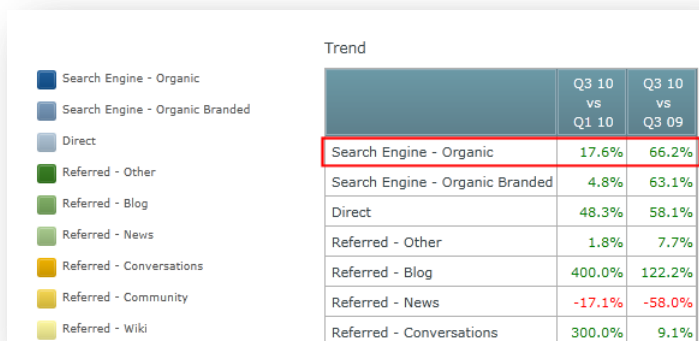 Trend
Search Engine - Organic
Search Engine - Organic Branded
Direct
Referred - Other
Referred - Blog
Referred - News
Referred - Conversations
Referred - Community
Referred - Wiki
Q3 10 vs Q1 10 Q3 10 vs Q3 09
Search Engine - Organic 17.6% 66.2%
Search Engine - Organic Branded 4.8% 63.1%
Direct 48.3% 58.1%
Referred - Other 1.8% 7.7%
Referred - Blog 400.0% 122.2%
Referred - News -17.1% -58.0%
Referred - Conversations 300.0% 9.1%